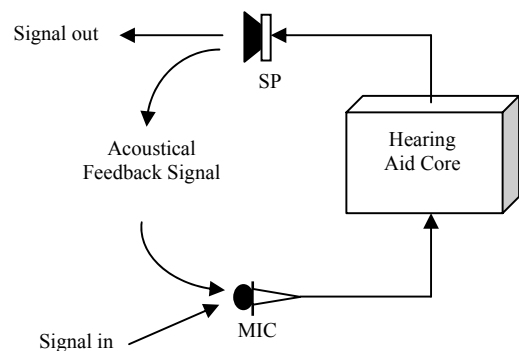 Signal out
SP
Acoustical
Feedback Signal
Hearing
Aid Core
MIC
Signal in